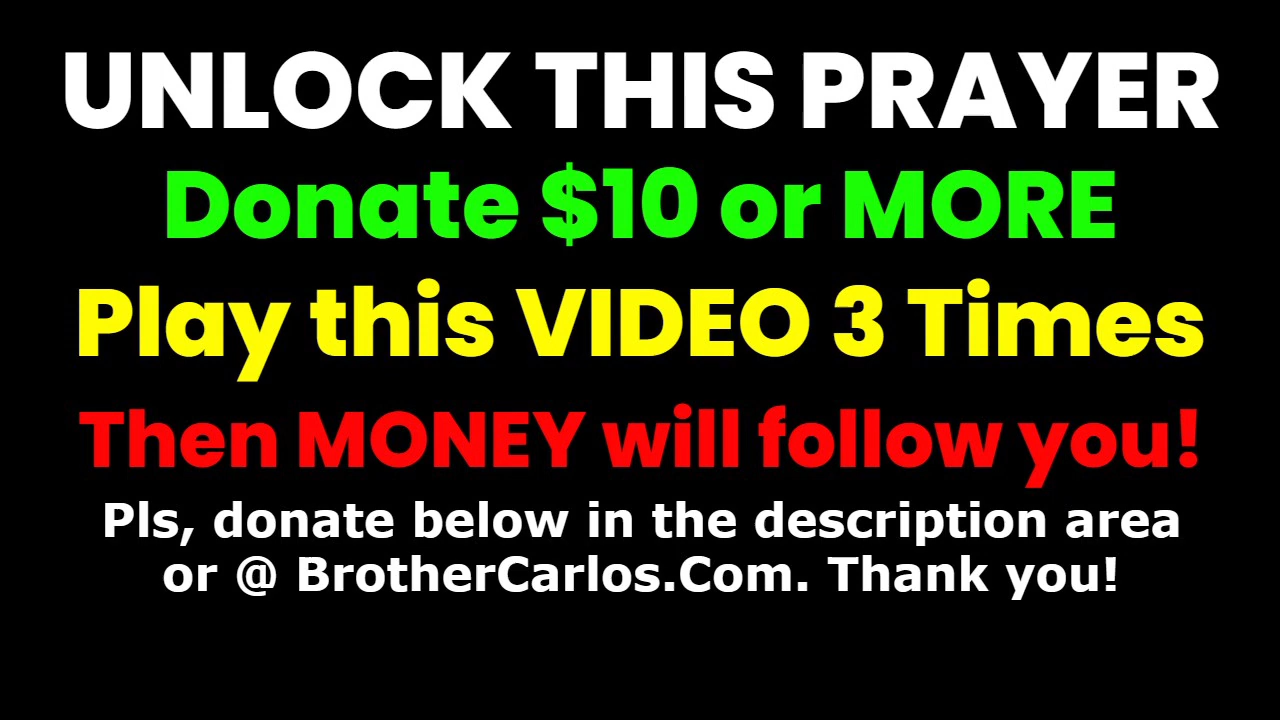 UNLOCK THIS PRAYER
Donate $10 or MORE
Play this VIDEO 3 Times
Then MONEY will follow you!
Pls, donate below in the description area
or @ BrotherCarlos.Com. Thank you!